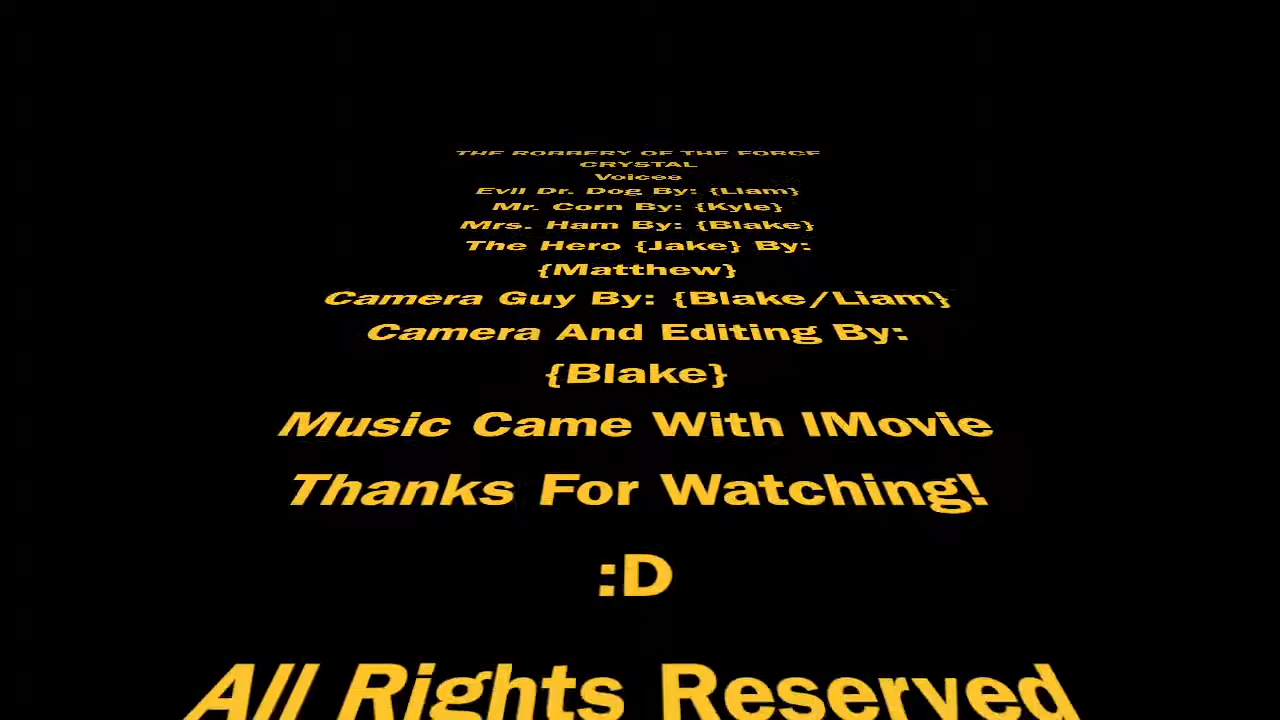 THE ROBBERY OF THE FORCE
CRYSTAL
Voices
Evil Dr. Dog By: {Liam}
Mr. Corn By: {Kyle}
Mrs. Ham By: {Blake}
The Hero {Jake} By:
{Matthew}
Camera Guy By: {Blake/Liam}
Camera And Editing By:
{Blake}
Music Came With IMovie
Thanks For Watching!
:D
All Rights Reserved